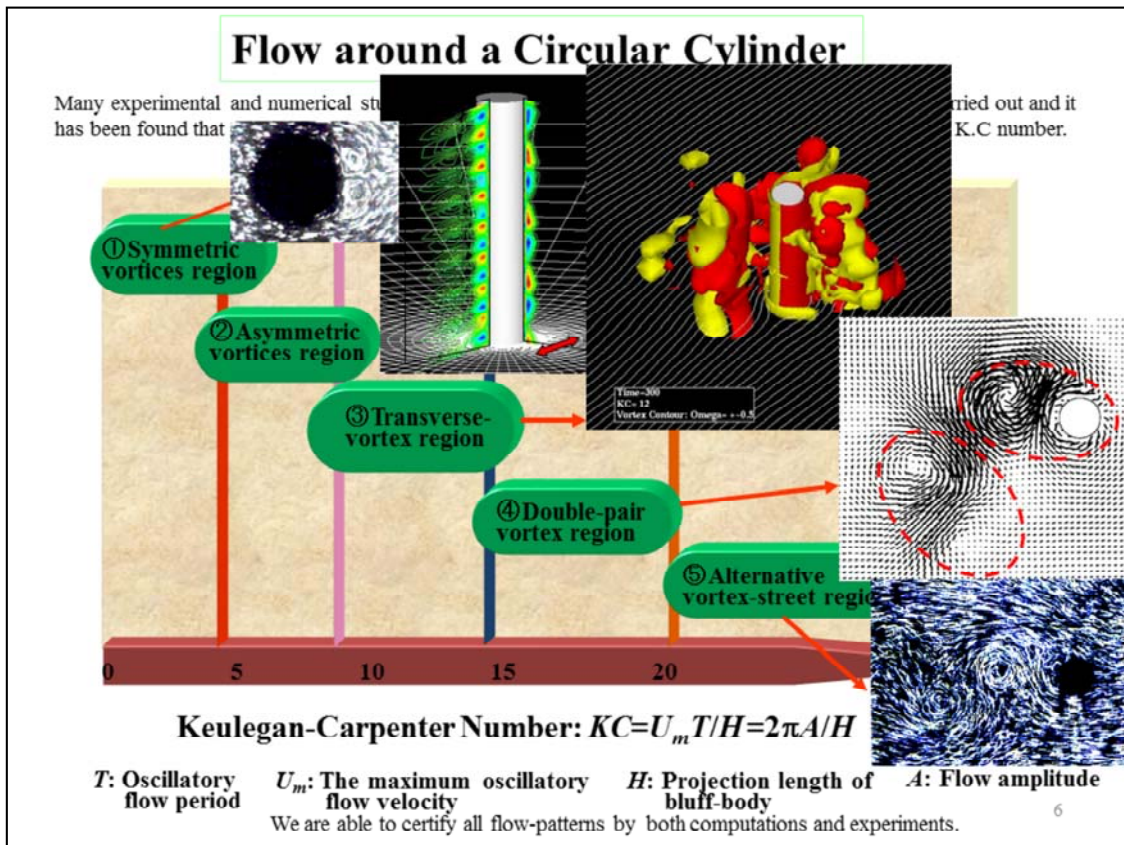 Flow around a Circular Cylinder
Many experimental and numerical rried out and it
has been found that K.C number.
①Symmetric
vortices region
②Asymmetric
vortices region
③Transverse-
vortex region
④Double-pair
vortex region
⑤Alternative
vortex-street region
Time=300
KC= 12
Vortex Contour: Omega= +-0.5
0 5 10 15 20
Keulegan-Carpenter Number: KC=UmT/H=2πA/H
T: Oscillatory
flow period
Um: The maximum oscillatory
flow velocity
H: Projection length of
bluff-body
A: Flow amplitude
We are able to certify all flow-patterns by both computations and experiments.
6